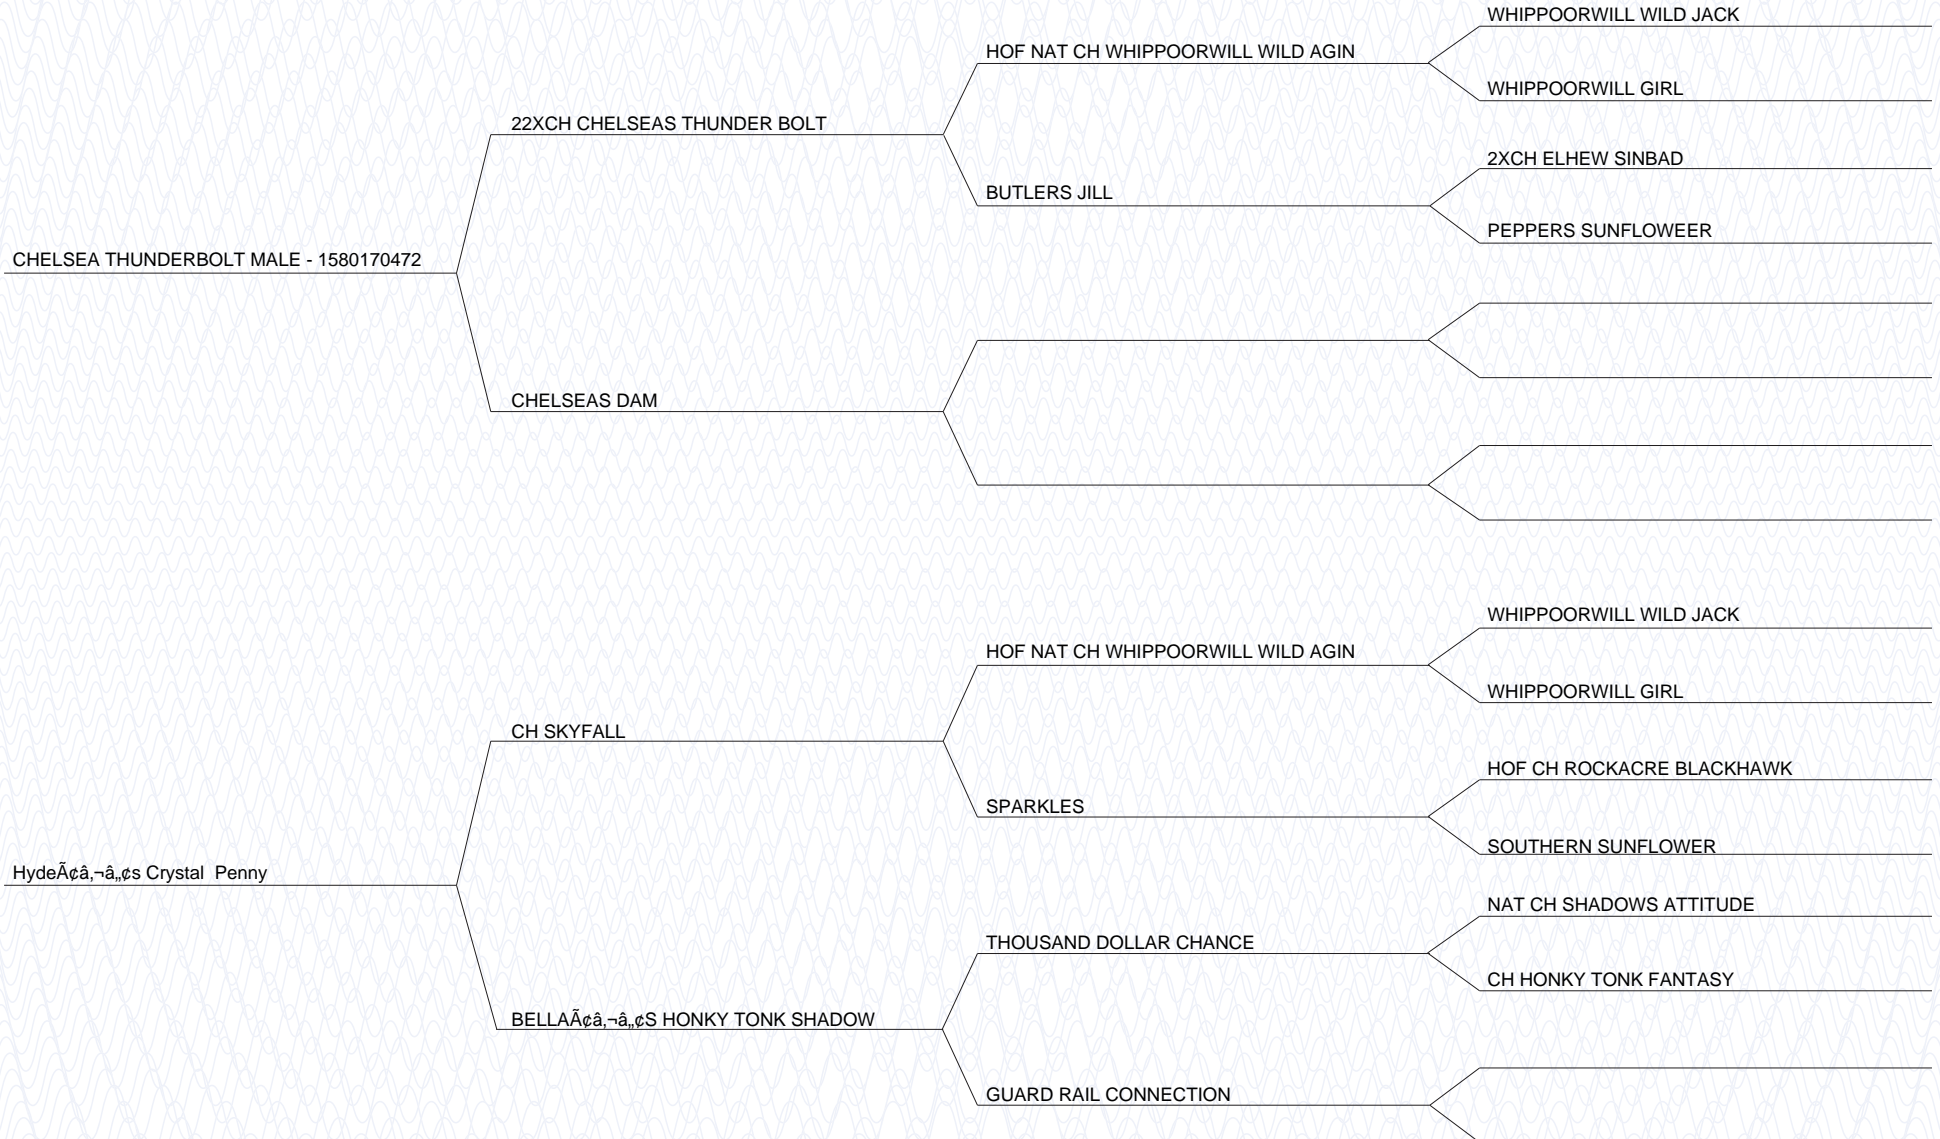 WHIPPOORWILL WILD JACK
HOF NAT CH WHIPPOORWILL WILD AGIN
WHIPPOORWILL GIRL
22XCH CHELSEAS THUNDER BOLT
2XCH ELHEW SINBAD
BUTLERS JILL
PEPPERS SUNFLOWEER
CHELSEA THUNDERBOLT MALE - 1580170472
CHELSEAS DAM
WHIPPOORWILL WILD JACK
HOF NAT CH WHIPPOORWILL WILD AGIN
WHIPPOORWILL GIRL
CH SKYFALL
HOF CH ROCKACRE BLACKHAWK
SPARKLES
SOUTHERN SUNFLOWER
HydeÃ¢â‚¬â„¢s Crystal  Penny
NAT CH SHADOWS ATTITUDE
THOUSAND DOLLAR CHANCE
CH HONKY TONK FANTASY
BELLAÃ¢â‚¬â„¢S HONKY TONK SHADOW
GUARD RAIL CONNECTION